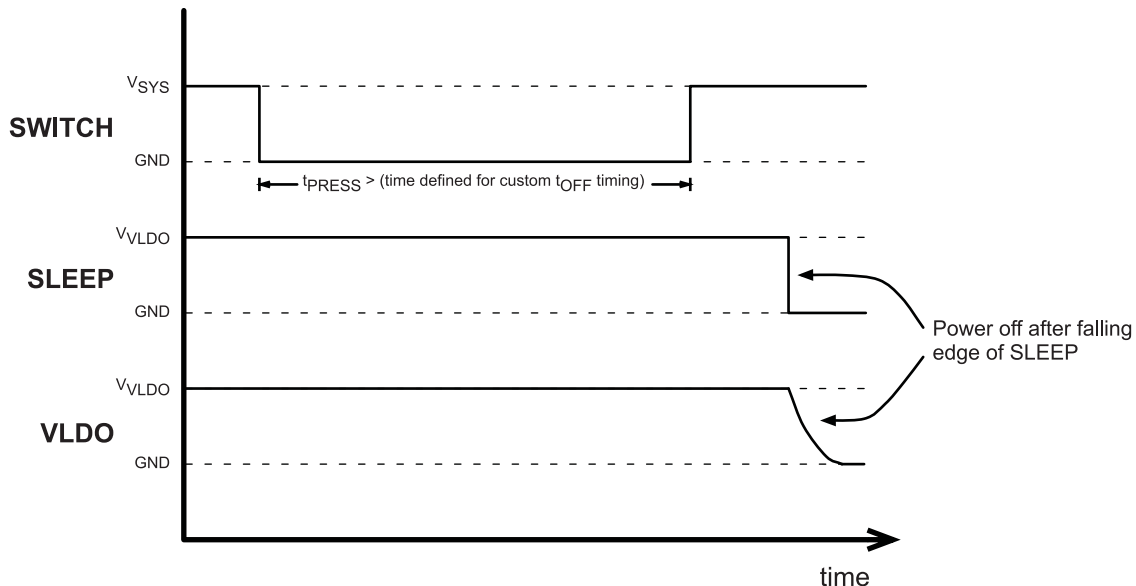 VSYS
SWITCH
GND
tPRESS > (time defined for custom tOFF timing)
VVLDO
SLEEP
GND
Power off after falling
edge of SLEEP
VVLDO
VLDO
GND
time